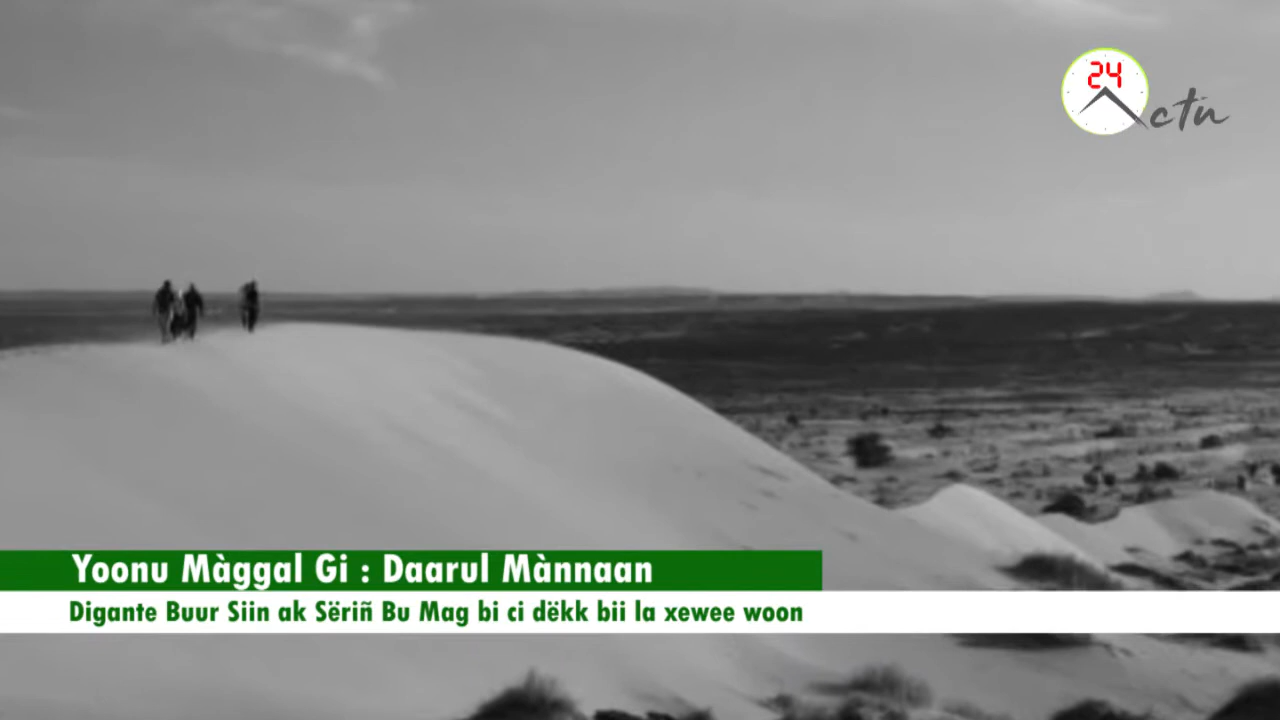 24
Actu
Yoonu Màggal Gi : Daarul Mànnaan
Digante Buur Siin ak Sëriñ Bu Mag bi ci dëkk bii la xewee woon